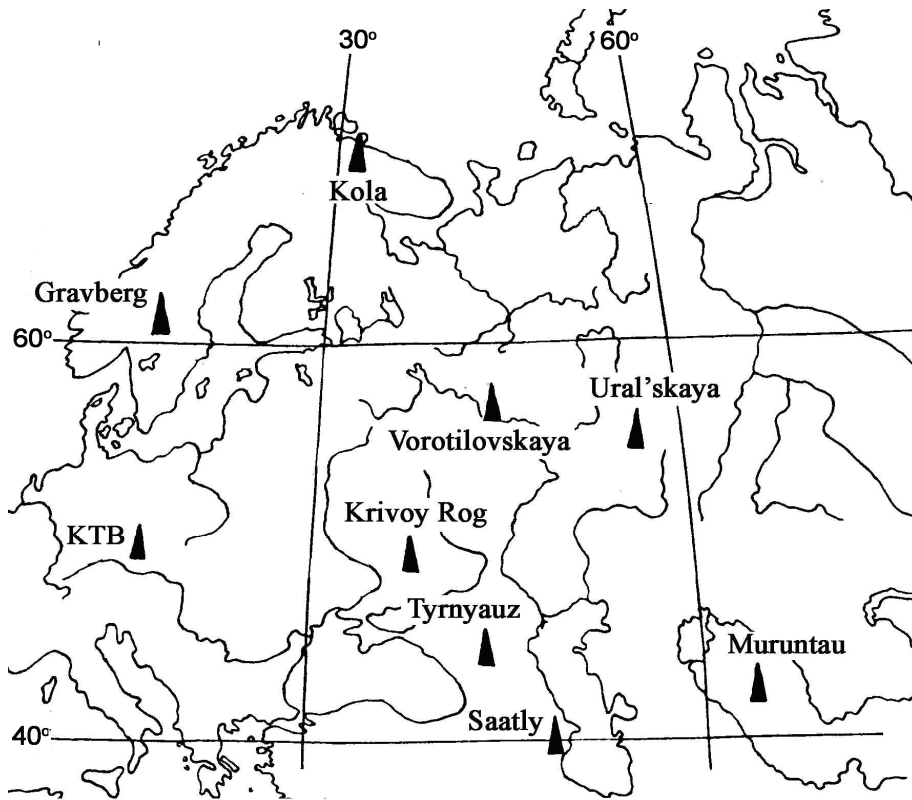 30°
60°
Kola
Gravberg
60°
Ural'skaya
Vorotilovskaya
Krivoy Rog
KTB
Tyrnyauz
Muruntau
Saatly
40°